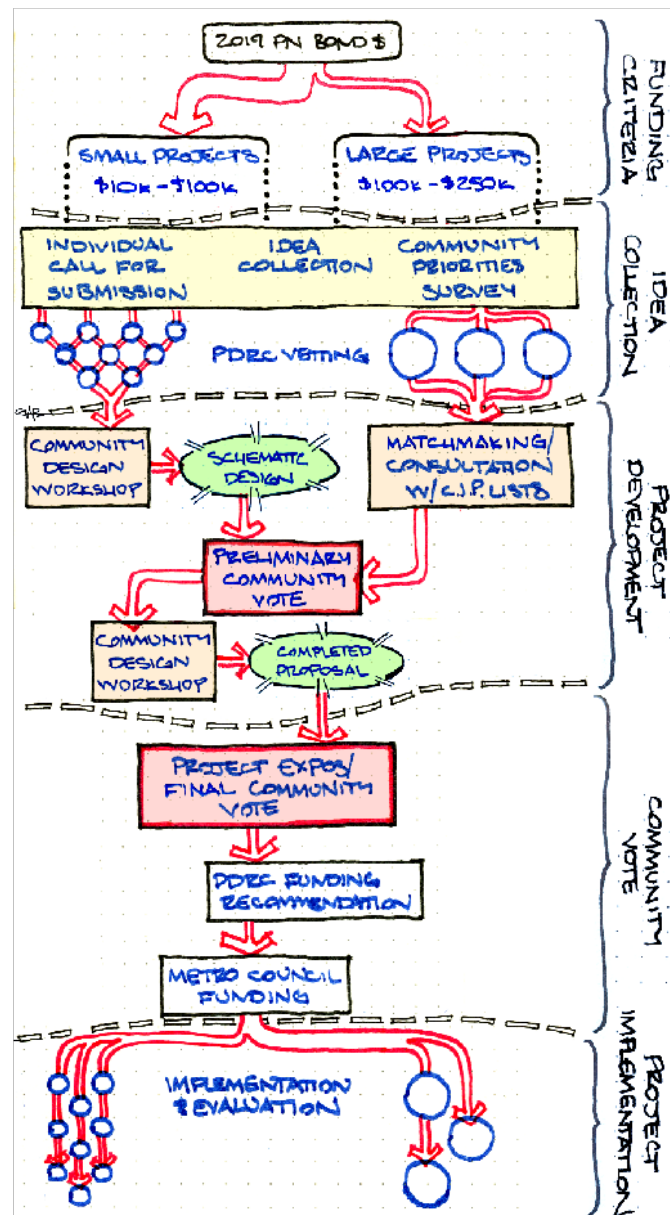 2019 PN BOND $
FUNDING
CRITERIA
SMALL PROJECTS
$10K-$100K
LARGE PROJECTS
$100K-$250K
INDIVIDUAL
CALL FOR
SUBMISSION
IDEA
COLLECTION
COMMUNITY
PRIORITIES
SURVEY
IDEA
COLLECTION
PDRC VETTING
COMMUNITY
DESIGN
WORKSHOP
SCHEMATIC
DESIGN
MATCHMAKING/
CONSULTATION
W/C.I.P. LISTS
PROJECT
DEVELOPMENT
PRELIMINARY
COMMUNITY
VOTE
COMMUNITY
DESIGN
WORKSHOP
COMPLETED
PROPOSAL
PROJECT EXPOS/
FINAL COMMUNITY
VOTE
COMMUNITY
VOTE
PDRC FUNDING
RECOMMENDATION
METRO COUNCIL
FUNDING
IMPLEMENTATION
& EVALUATION
PROJECT
IMPLEMENTATION